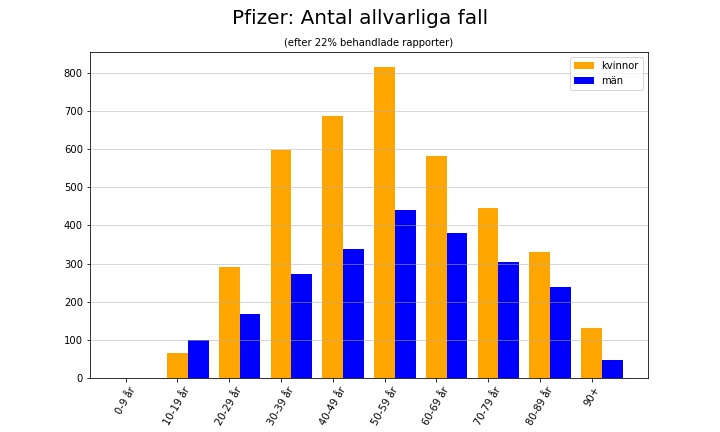 Pfizer: Antal allvarliga fall
(efter 22% behandlade rapporter)
kvinnor
män
800
700
600
500
400
300
200
100
0
0-9 år
10-19 år
20-29 år
30-39 år
40-49 år
50-59 år
60-69 år
70-79 år
80-89 år
90+